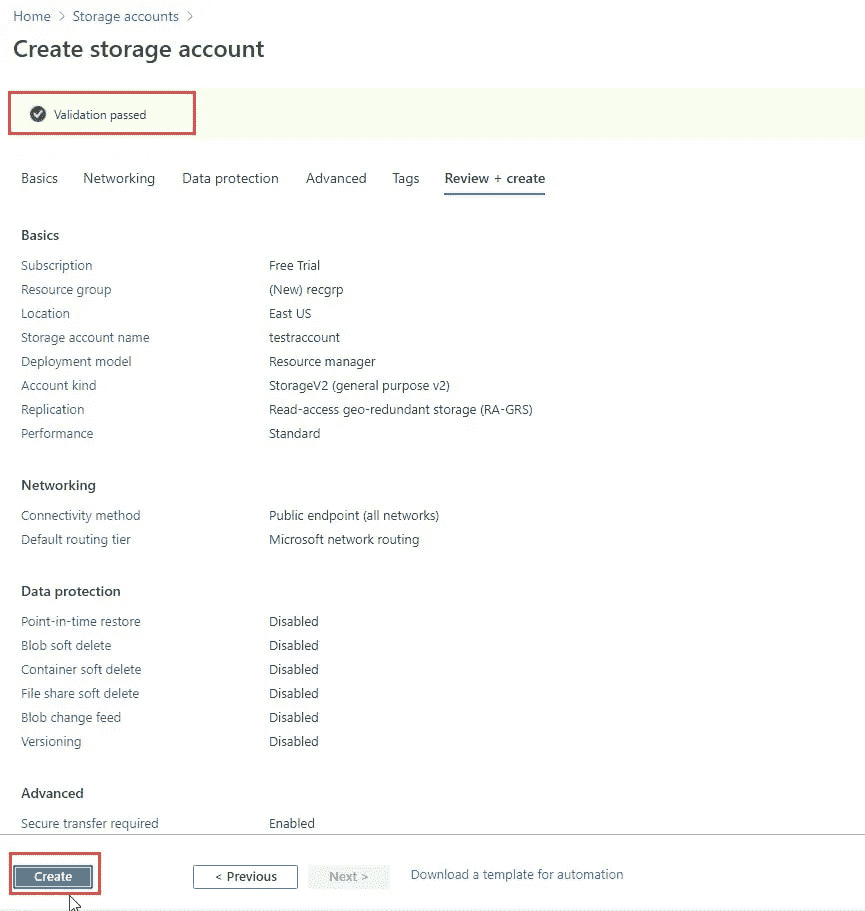 Home > Storage accounts >
Create storage account
Validation passed
Basics Networking Data protection Advanced Tags Review + create
Basics
Subscription Free Trial
Resource group (New) recgrp
Location East US
Storage account name testraccount
Deployment model Resource manager
Account kind StorageV2 (general purpose v2)
Replication Read-access geo-redundant storage (RA-GRS)
Performance Standard
Networking
Connectivity method Public endpoint (all networks)
Default routing tier Microsoft network routing
Data protection
Point-in-time restore Disabled
Blob soft delete Disabled
Container soft delete Disabled
File share soft delete Disabled
Blob change feed Disabled
Versioning Disabled
Advanced
Secure transfer required Enabled
Create < Previous Next > Download a template for automation